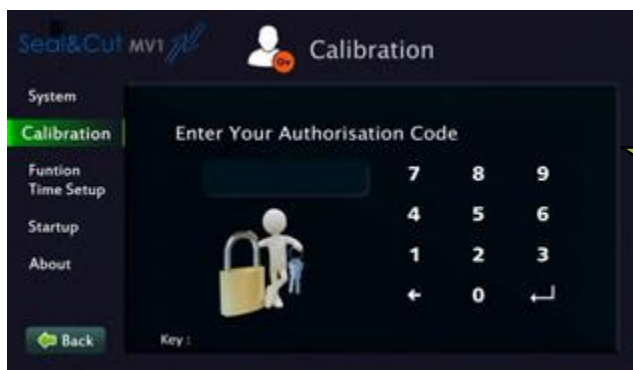 Seal&Cut MV1
Calibration
System
Calibration
Funtion
Time Setup
Startup
About
Back
Enter Your Authorisation Code
7 8 9
4 5 6
1 2 3
← 0 ↵
Key :